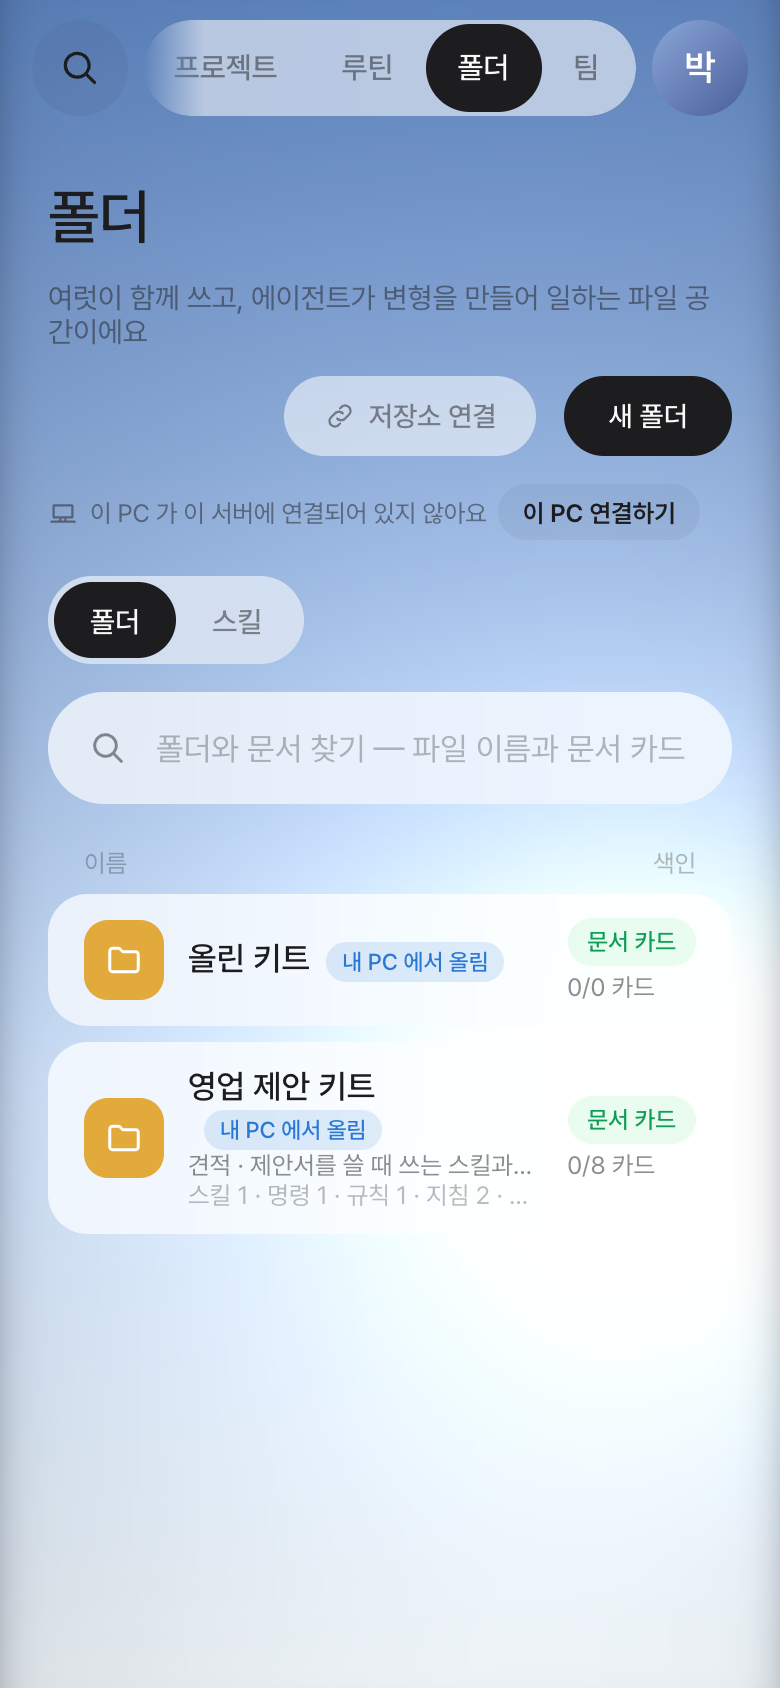 프로젝트 루틴 폴더 팀 박
폴더
여럿이 함께 쓰고, 에이전트가 변형을 만들어 일하는 파일 공
간이에요
저장소 연결 새 폴더
이 PC 가 이 서버에 연결되어 있지 않아요 이 PC 연결하기
폴더 스킬
폴더와 문서 찾기 — 파일 이름과 문서 카드
이름 색인
올린 키트 내 PC 에서 올림 문서 카드
0/0 카드
영업 제안 키트
내 PC 에서 올림 문서 카드
견적 · 제안서를 쓸 때 쓰는 스킬과... 0/8 카드
스킬 1 · 명령 1 · 규칙 1 · 지침 2 · ...